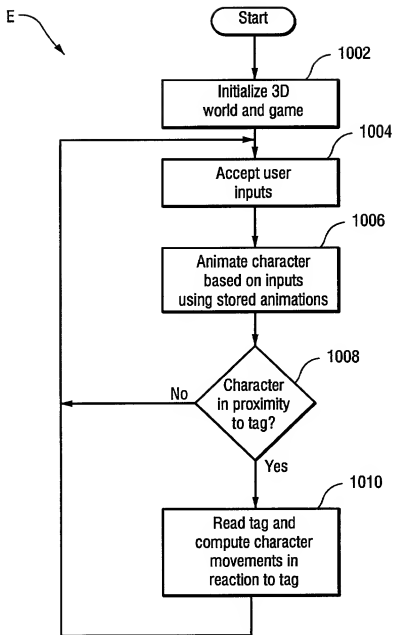 E
Start
1002
Initialize 3D
world and game
1004
Accept user
inputs
1006
Animate character
based on inputs
using stored animations
1008
Character
in proximity
to tag?
No
Yes
1010
Read tag and
compute character
movements in
reaction to tag